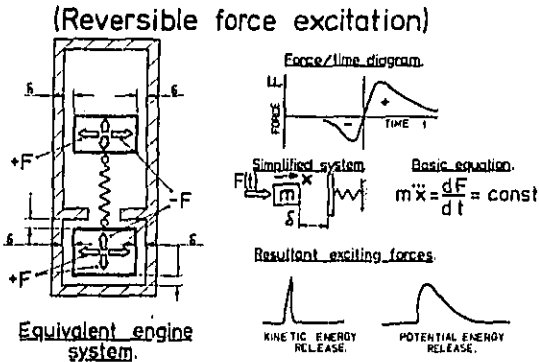 (Reversible force excitation)
Force/time diagram.
δ
δ
FORCE F
-
+
TIME t
+F
-F
Simplified system.
F(t)
x
m
δ
Basic equation.
mx⃛ = dF/dt = const
δ
δ
+F
Resultant exciting forces.
Equivalent engine
system.
KINETIC ENERGY
RELEASE.
POTENTIAL ENERGY
RELEASE.